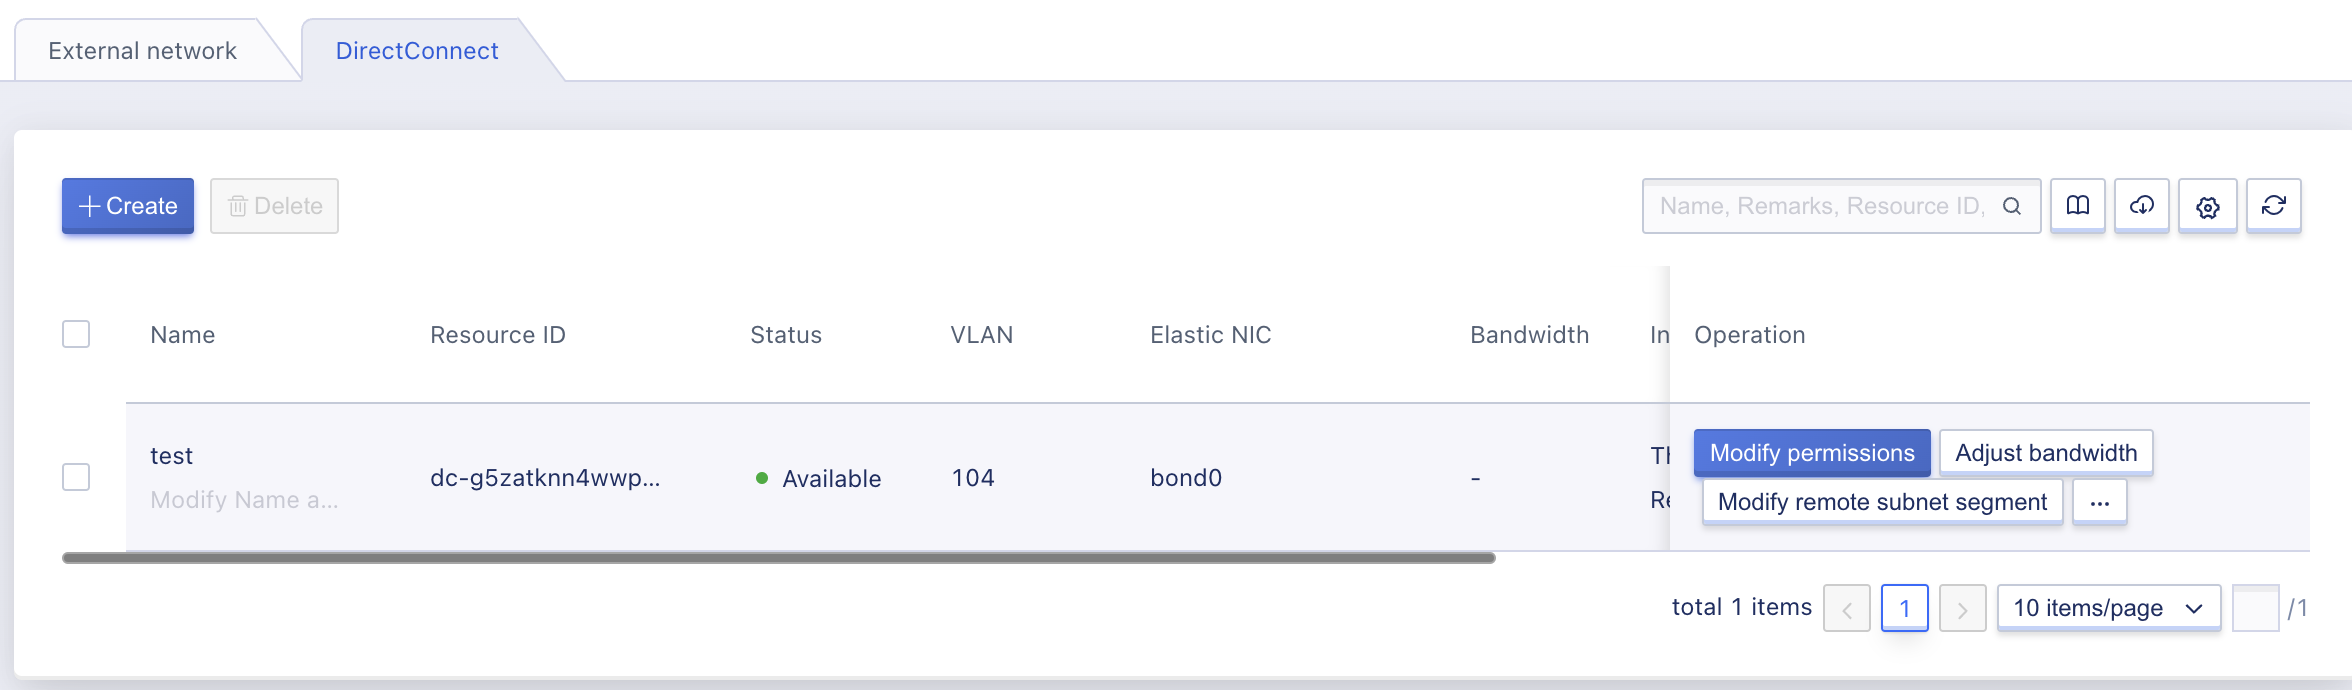 External network
DirectConnect
Create
Delete
Name, Remarks, Resource ID,
Name Resource ID Status VLAN Elastic NIC Bandwidth In Operation
test
Modify Name a...
dc-g5zatknn4wwp...
Available
104
bond0
-
Modify permissions
Adjust bandwidth
Modify remote subnet segment
...
total 1 items
1
10 items/page
/1